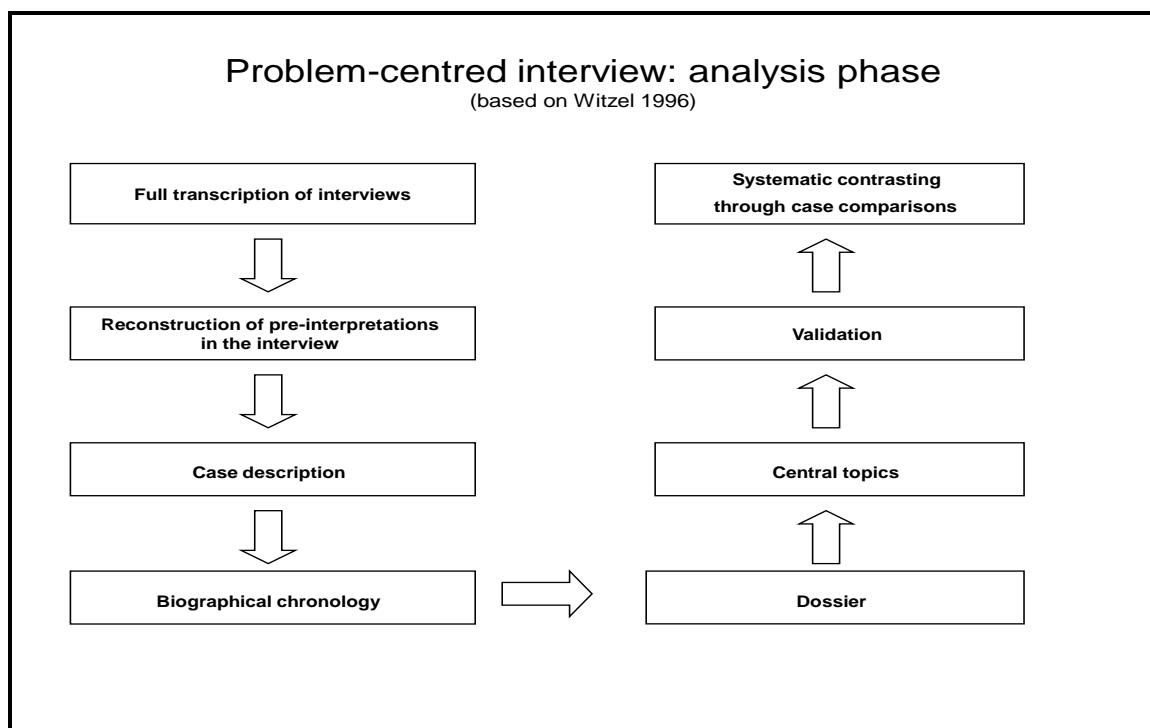 Problem-centred interview: analysis phase
(based on Witzel 1996)
Full transcription of interviews
Reconstruction of pre-interpretations
in the interview
Case description
Biographical chronology
Dossier
Central topics
Validation
Systematic contrasting
through case comparisons